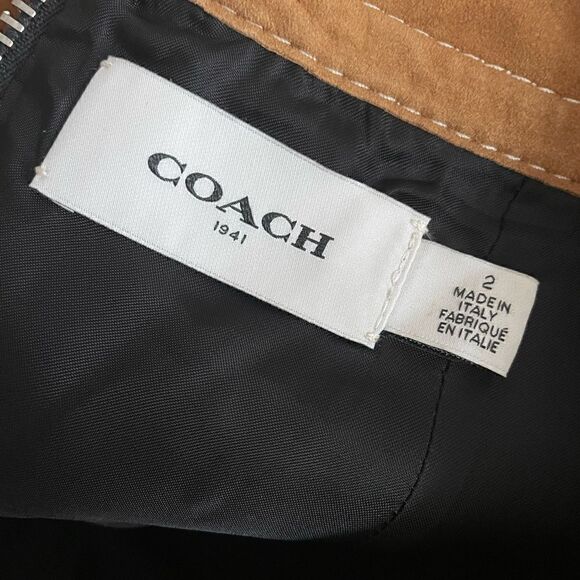 COACH
1941
2
MADE IN
ITALY
FABRIQUÉ
EN ITALIE